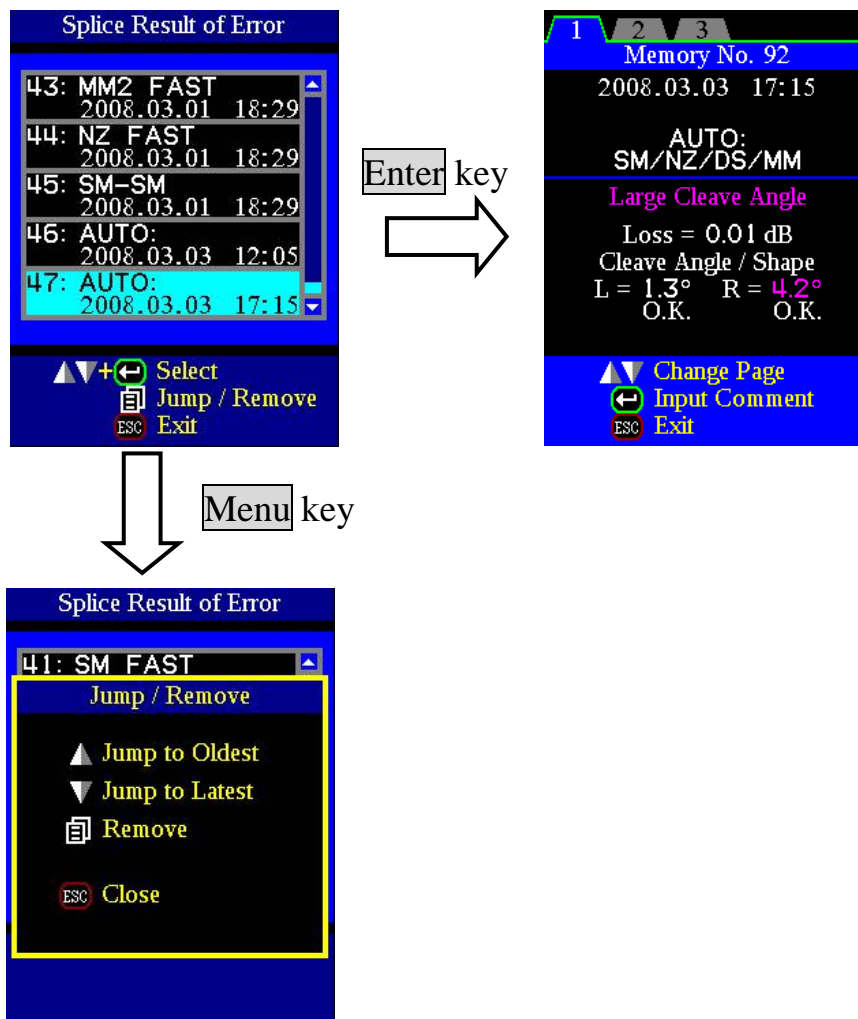 Splice Result of Error
43: MM2 FAST
2008.03.01 18:29
44: NZ FAST
2008.03.01 18:29
45: SM-SM
2008.03.01 18:29
46: AUTO:
2008.03.03 12:05
47: AUTO:
2008.03.03 17:15
+ Select
Jump / Remove
ESC Exit
Enter key
1 2 3
Memory No. 92
2008.03.03 17:15
AUTO:
SM/NZ/DS/MM
Large Cleave Angle
Loss = 0.01 dB
Cleave Angle / Shape
L = 1.3° R = 4.2°
O.K. O.K.
Change Page
Input Comment
ESC Exit
Menu key
Splice Result of Error
41: SM FAST
Jump / Remove
Jump to Oldest
Jump to Latest
Remove
ESC Close